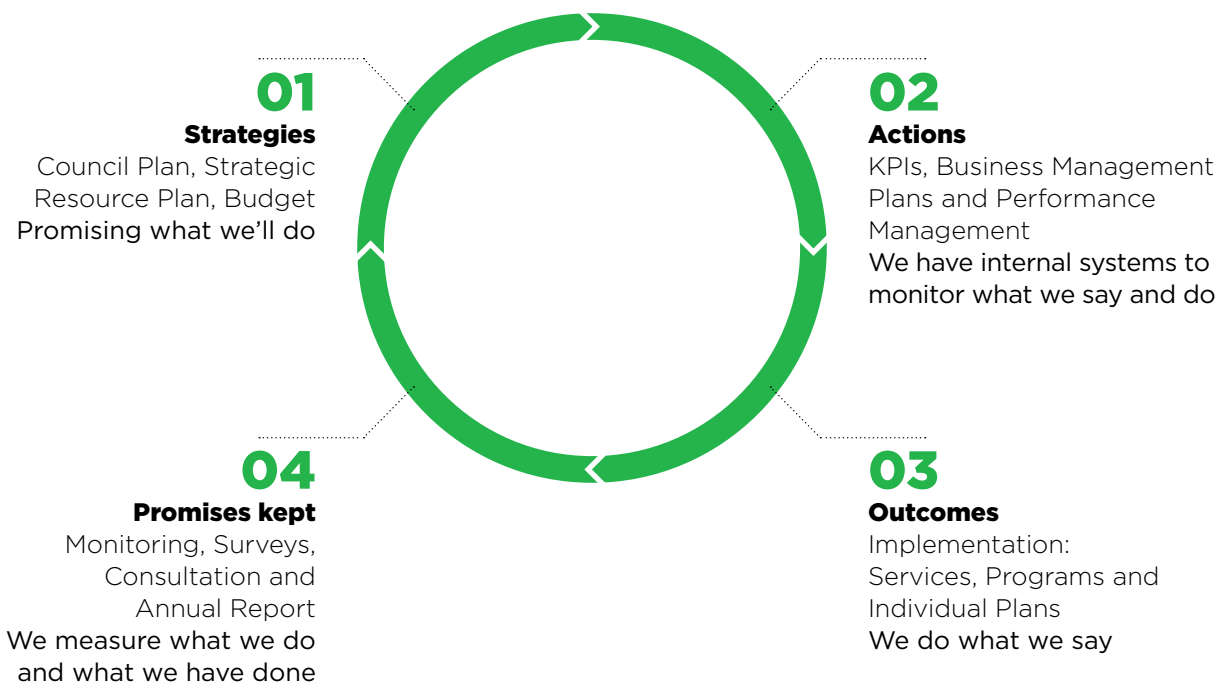 01
Strategies
Council Plan, Strategic
Resource Plan, Budget
Promising what we’ll do
02
Actions
KPIs, Business Management
Plans and Performance
Management
We have internal systems to
monitor what we say and do
03
Outcomes
Implementation:
Services, Programs and
Individual Plans
We do what we say
04
Promises kept
Monitoring, Surveys,
Consultation and
Annual Report
We measure what we do
and what we have done